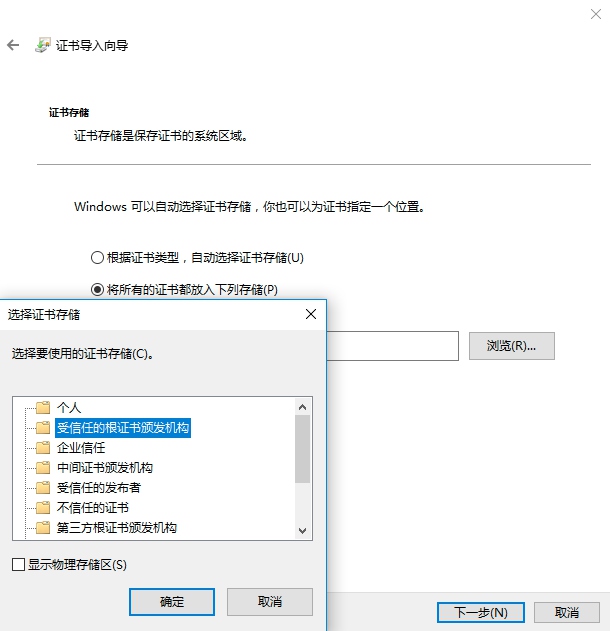 证书导入向导
证书存储
证书存储是保存证书的系统区域。
Windows 可以自动选择证书存储，你也可以为证书指定一个位置。
根据证书类型，自动选择证书存储(U)
将所有的证书都放入下列存储(P)
浏览(R)...
选择证书存储
选择要使用的证书存储(C)。
个人
受信任的根证书颁发机构
企业信任
中间证书颁发机构
受信任的发布者
不信任的证书
第三方根证书颁发机构
显示物理存储区(S)
确定
取消
下一步(N)
取消